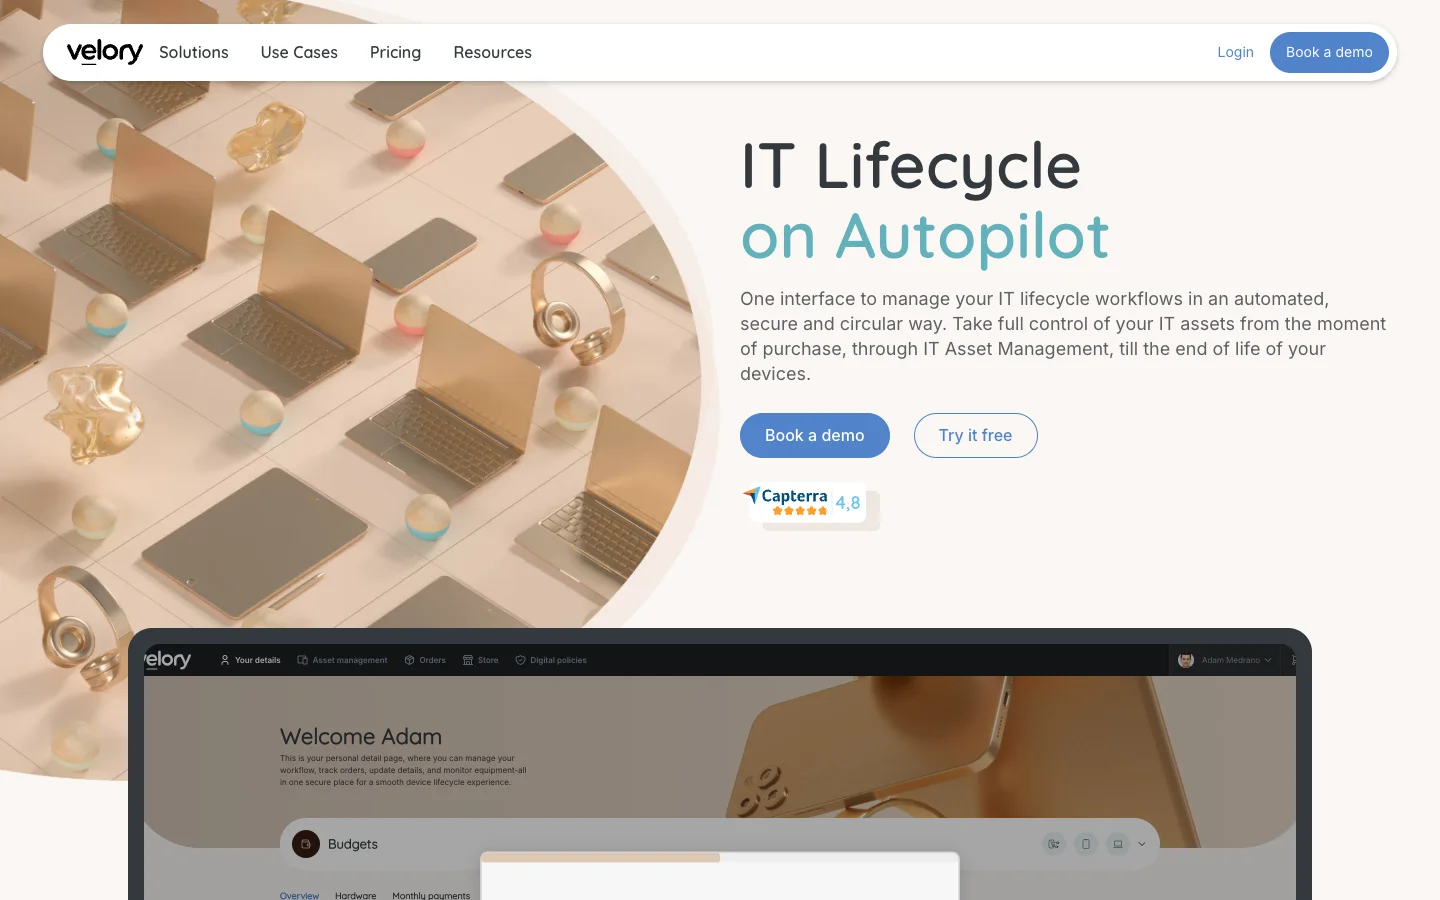 velory Solutions Use Cases Pricing Resources Login Book a demo
IT Lifecycle
on Autopilot
One interface to manage your IT lifecycle workflows in an automated,
secure and circular way. Take full control of your IT assets from the moment
of purchase, through IT Asset Management, till the end of life of your
devices.
Book a demo Try it free
Capterra 4,8
velory Your details Asset management Orders Store Digital policies Adam Medrano
Welcome Adam
This is your personal detail page, where you can manage your
workflow, track orders, update details, and monitor equipment-all
in one secure place for a smooth device lifecycle experience.
Budgets
Overview Hardware Monthly payments